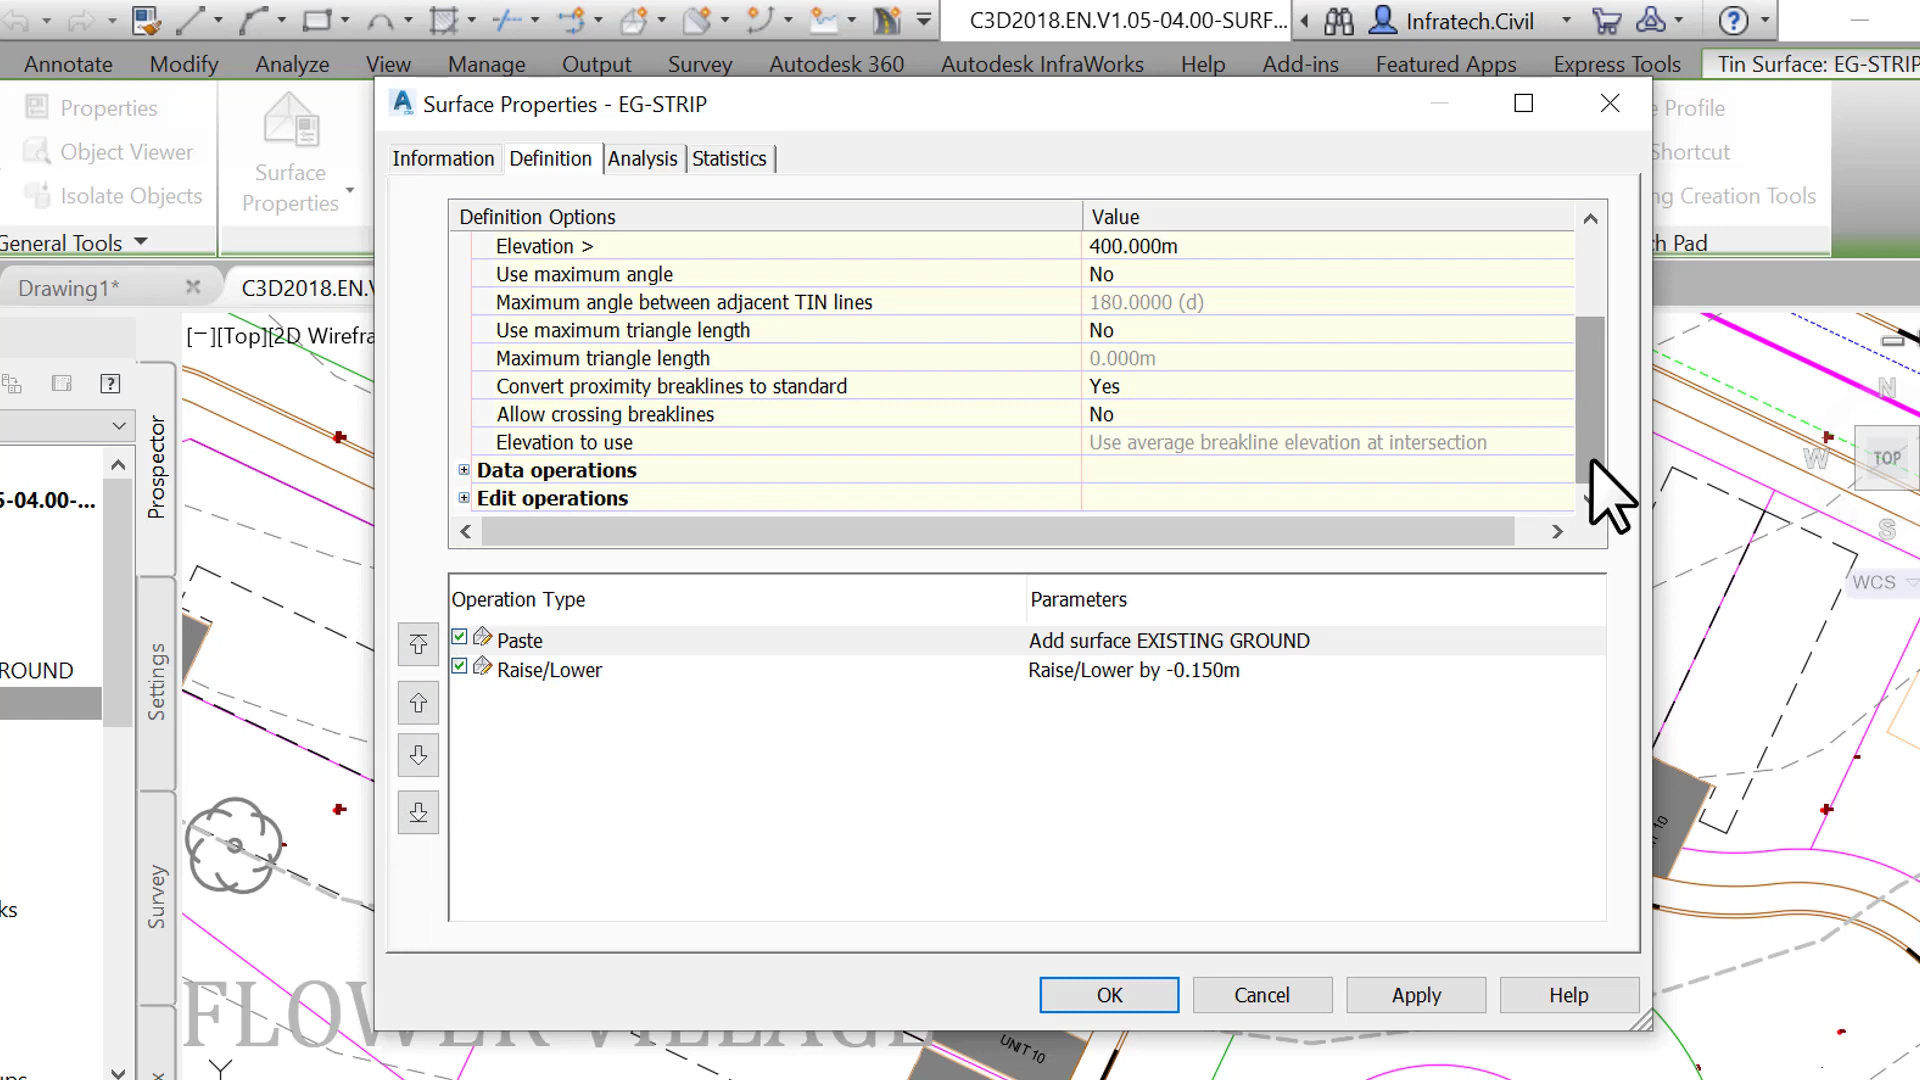 C3D2018.EN.V1.05-04.00-SURF...
Infratech.Civil
Annotate Modify Analyze View Manage Output Survey Autodesk 360 Autodesk InfraWorks Help Add-ins Featured Apps Express Tools Tin Surface: EG-STRIP
Properties
Object Viewer
Isolate Objects
Surface
Properties
General Tools
Profile
Shortcut
Creation Tools
Pad
Drawing1*
C3D2018.EN.V
[−][Top][2D Wirefra
Surface Properties - EG-STRIP
Information Definition Analysis Statistics
Definition Options Value
Elevation > 400.000m
Use maximum angle No
Maximum angle between adjacent TIN lines 180.0000 (d)
Use maximum triangle length No
Maximum triangle length 0.000m
Convert proximity breaklines to standard Yes
Allow crossing breaklines No
Elevation to use Use average breakline elevation at intersection
Data operations
Edit operations
Operation Type Parameters
Paste Add surface EXISTING GROUND
Raise/Lower Raise/Lower by -0.150m
OK Cancel Apply Help
Prospector
Settings
Survey
5-04.00-...
ROUND
ks
N
W
TOP
S
WCS
10
UNIT 10
FLOWER VILLAGE
Y